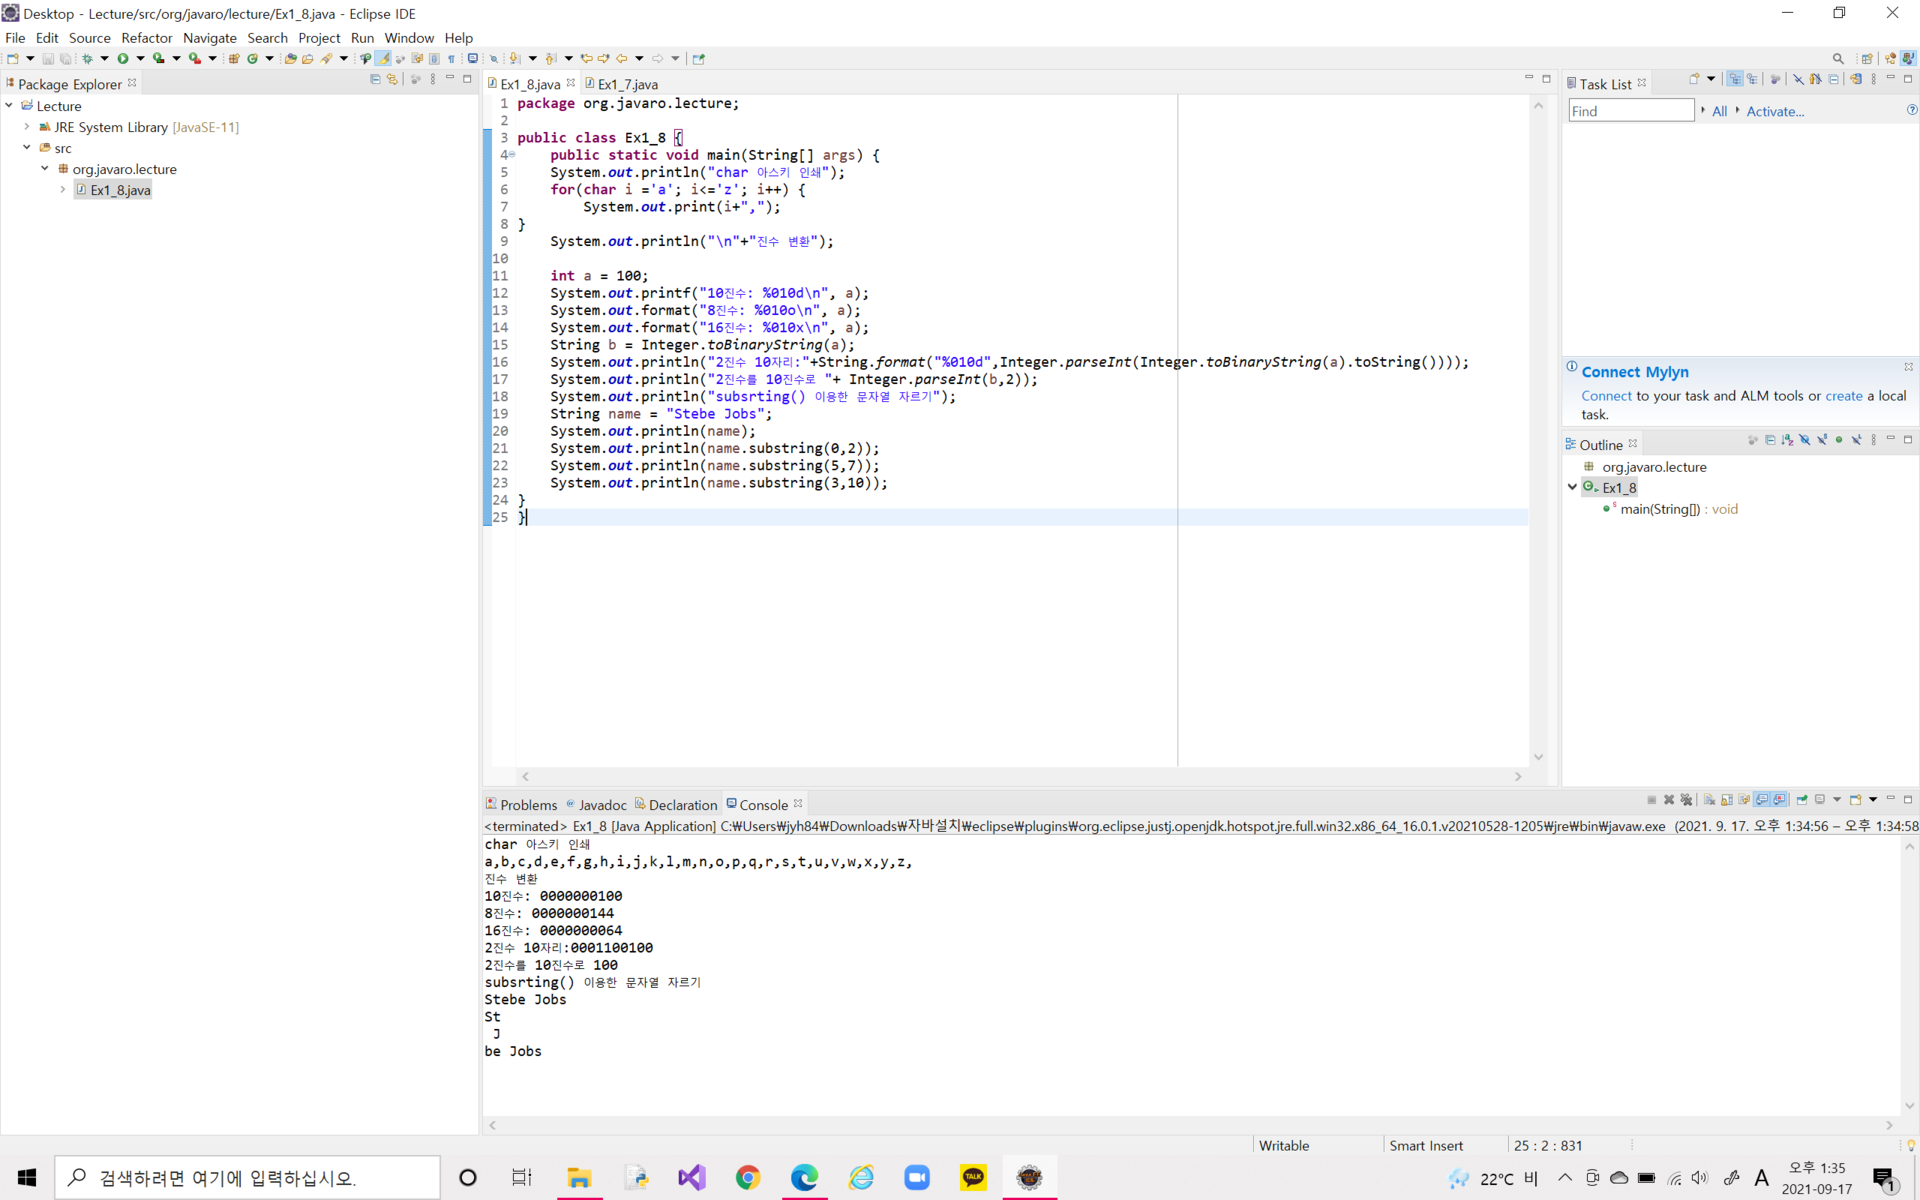 Desktop - Lecture/src/org/javaro/lecture/Ex1_8.java - Eclipse IDE
File Edit Source Refactor Navigate Search Project Run Window Help
Package Explorer
Lecture
JRE System Library [JavaSE-11]
src
org.javaro.lecture
Ex1_8.java
Ex1_8.java Ex1_7.java
1 package org.javaro.lecture;
2
3 public class Ex1_8 {
4 public static void main(String[] args) {
5 System.out.println("char 아스키 인쇄");
6 for(char i ='a'; i<='z'; i++) {
7 System.out.print(i+",");
8 }
9 System.out.println("\n"+"진수 변환");
10
11 int a = 100;
12 System.out.printf("10진수: %010d\n", a);
13 System.out.format("8진수: %010o\n", a);
14 System.out.format("16진수: %010x\n", a);
15 String b = Integer.toBinaryString(a);
16 System.out.println("2진수 10자리:"+String.format("%010d",Integer.parseInt(Integer.toBinaryString(a).toString())));
17 System.out.println("2진수를 10진수로 "+ Integer.parseInt(b,2));
18 System.out.println("subsrting() 이용한 문자열 자르기");
19 String name = "Stebe Jobs";
20 System.out.println(name);
21 System.out.println(name.substring(0,2));
22 System.out.println(name.substring(5,7));
23 System.out.println(name.substring(3,10));
24 }
25 }
Task List
Find All Activate...
Connect Mylyn
Connect to your task and ALM tools or create a local
task.
Outline
org.javaro.lecture
Ex1_8
main(String[]) : void
Problems Javadoc Declaration Console
<terminated> Ex1_8 [Java Application] C:₩Users₩jyh84₩Downloads₩자바설치₩eclipse₩plugins₩org.eclipse.justj.openjdk.hotspot.jre.full.win32.x86_64_16.0.1.v20210528-1205₩jre₩bin₩javaw.exe (2021. 9. 17. 오후 1:34:56 – 오후 1:34:58
char 아스키 인쇄
a,b,c,d,e,f,g,h,i,j,k,l,m,n,o,p,q,r,s,t,u,v,w,x,y,z,
진수 변환
10진수: 0000000100
8진수: 0000000144
16진수: 0000000064
2진수 10자리:0001100100
2진수를 10진수로 100
subsrting() 이용한 문자열 자르기
Stebe Jobs
St
J
be Jobs
Writable Smart Insert 25 : 2 : 831
검색하려면 여기에 입력하십시오.
TALK
22°C 비
A
오후 1:35
2021-09-17
1